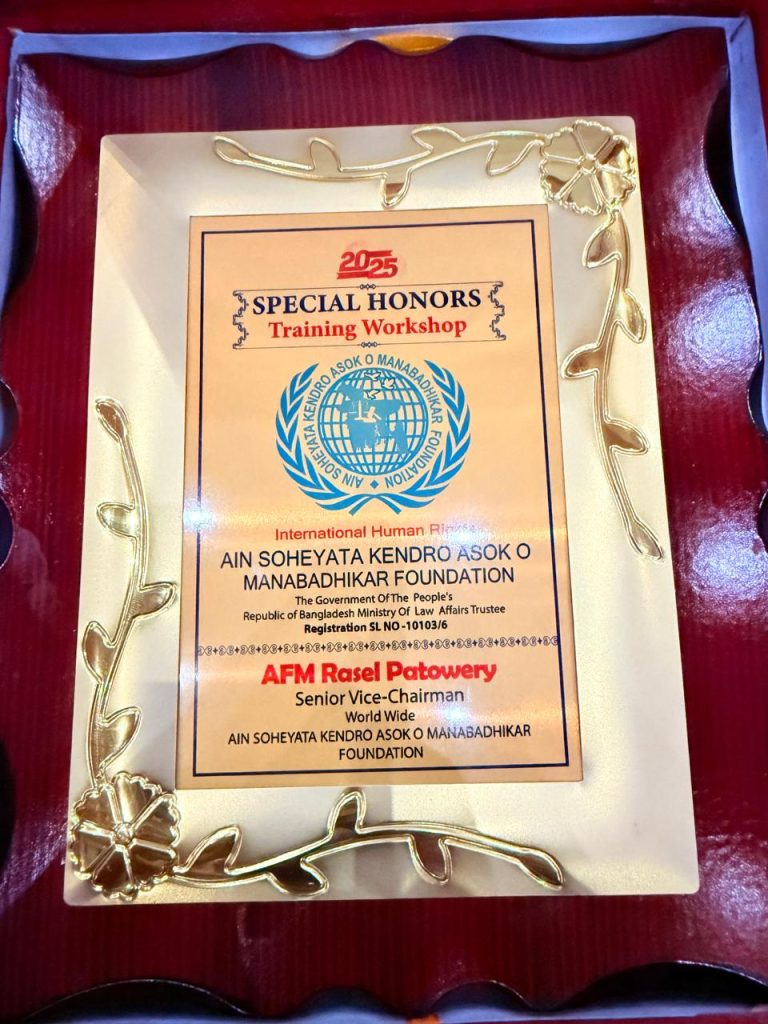 2025
SPECIAL HONORS
Training Workshop
AIN SOHEYATA KENDRO ASOK O MANABADHIKAR FOUNDATION
International Human
AIN SOHEYATA KENDRO ASOK O
MANABADHIKAR FOUNDATION
The Government Of The People's
Republic of Bangladesh Ministry Of Law Affairs Trustee
Registration SL NO -10103/6
AFM Rasel Patowery
Senior Vice-Chairman
World Wide
AIN SOHEYATA KENDRO ASOK O MANABADHIKAR
FOUNDATION